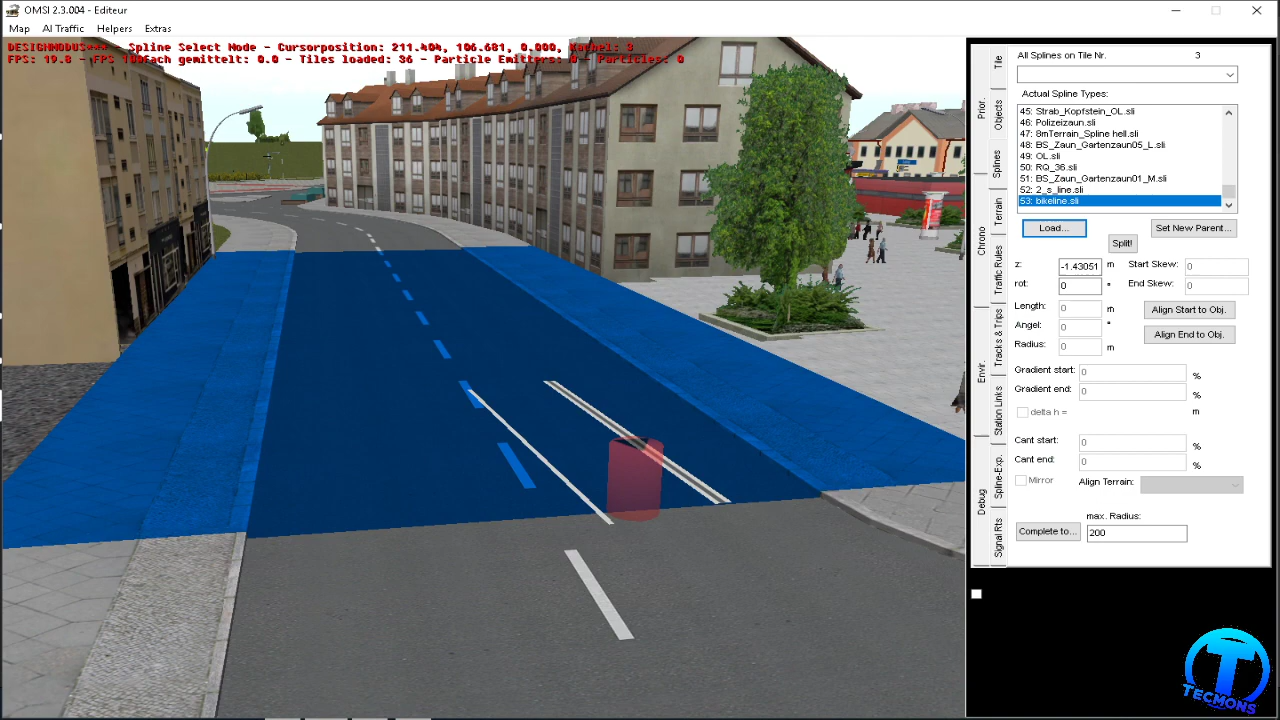 OMSI 2.3.004 - Editeur
Map AI Traffic Helpers Extras
DESIGNMODUS*** - Spline Select Mode - Cursorposition: 211.404, 106.681, 0.000, Kachel: 3
FPS: 19.8 - FPS 100fach gemittelt: 0.0 - Tiles loaded: 36 - Particle Emitters: 0 - Particles: 0
Tile
Objects
Splines
Terrain
Traffic Rules
Tracks & Trips
Station Links
Spline-Exp.
Signal Rts
Prior.
Chrono
Envir.
Debug
All Splines on Tile Nr. 3
Actual Spline Types:
45: Strab_Kopfstein_OL.sli
46: Polizeizaun.sli
47: 8mTerrain_Spline hell.sli
48: BS_Zaun_Gartenzaun05_L.sli
49: OL.sli
50: RQ_36.sli
51: BS_Zaun_Gartenzaun01_M.sli
52: 2_s_line.sli
53: bikeline.sli
Load... Set New Parent...
Split!
z: -1.43051 m Start Skew: 0
rot: 0 ° End Skew: 0
Length: 0 m Align Start to Obj.
Angel: 0 °
Radius: 0 m Align End to Obj.
Gradient start: 0 %
Gradient end: 0 %
delta h = m
Cant start: 0 %
Cant end: 0 %
Mirror Align Terrain:
max. Radius:
Complete to... 200
TECMONS